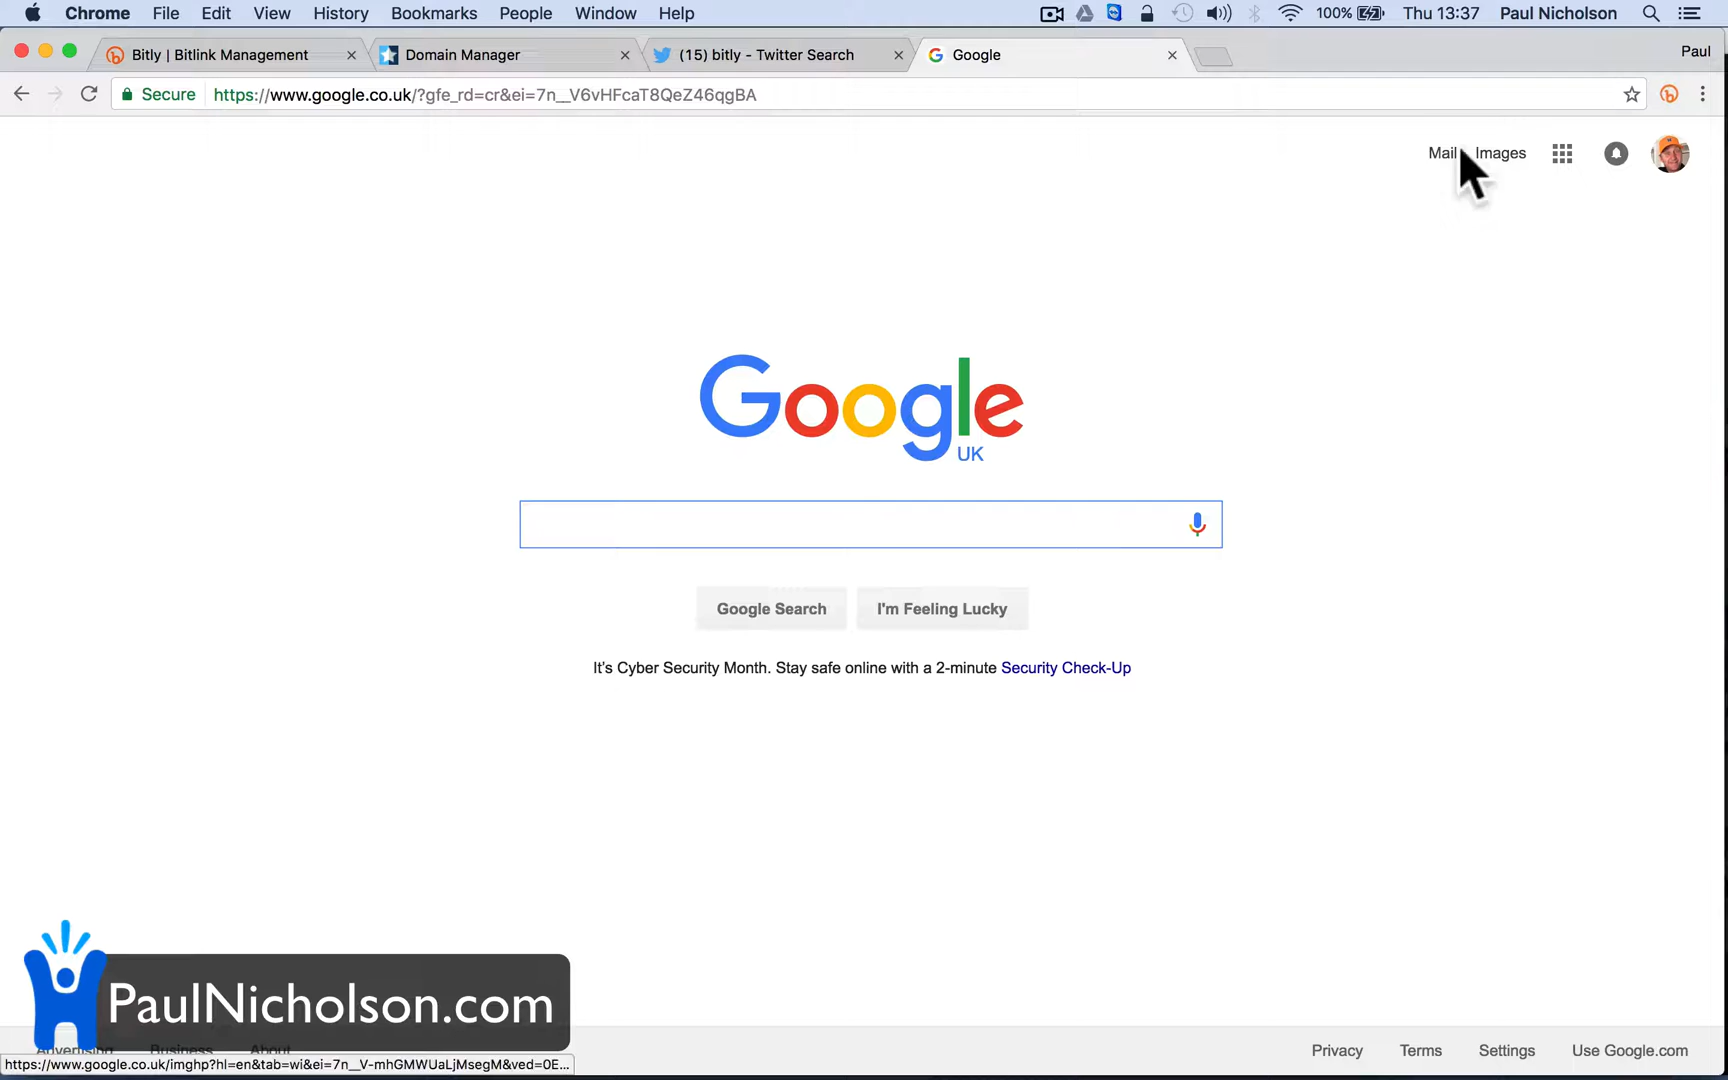 Chrome File Edit View History Bookmarks People Window Help 100% Thu 13:37 Paul Nicholson
Bitly | Bitlink Management Domain Manager (15) bitly - Twitter Search Google Paul
Secure https://www.google.co.uk/?gfe_rd=cr&ei=7n__V6vHFcaT8QeZ46qgBA
Mail Images
Google
UK
Google Search I'm Feeling Lucky
It's Cyber Security Month. Stay safe online with a 2-minute Security Check-Up
PaulNicholson.com
Advertising Business About Privacy Terms Settings Use Google.com
https://www.google.co.uk/imghp?hl=en&tab=wi&ei=7n__V-mhGMWUaLjMsegM&ved=0E...